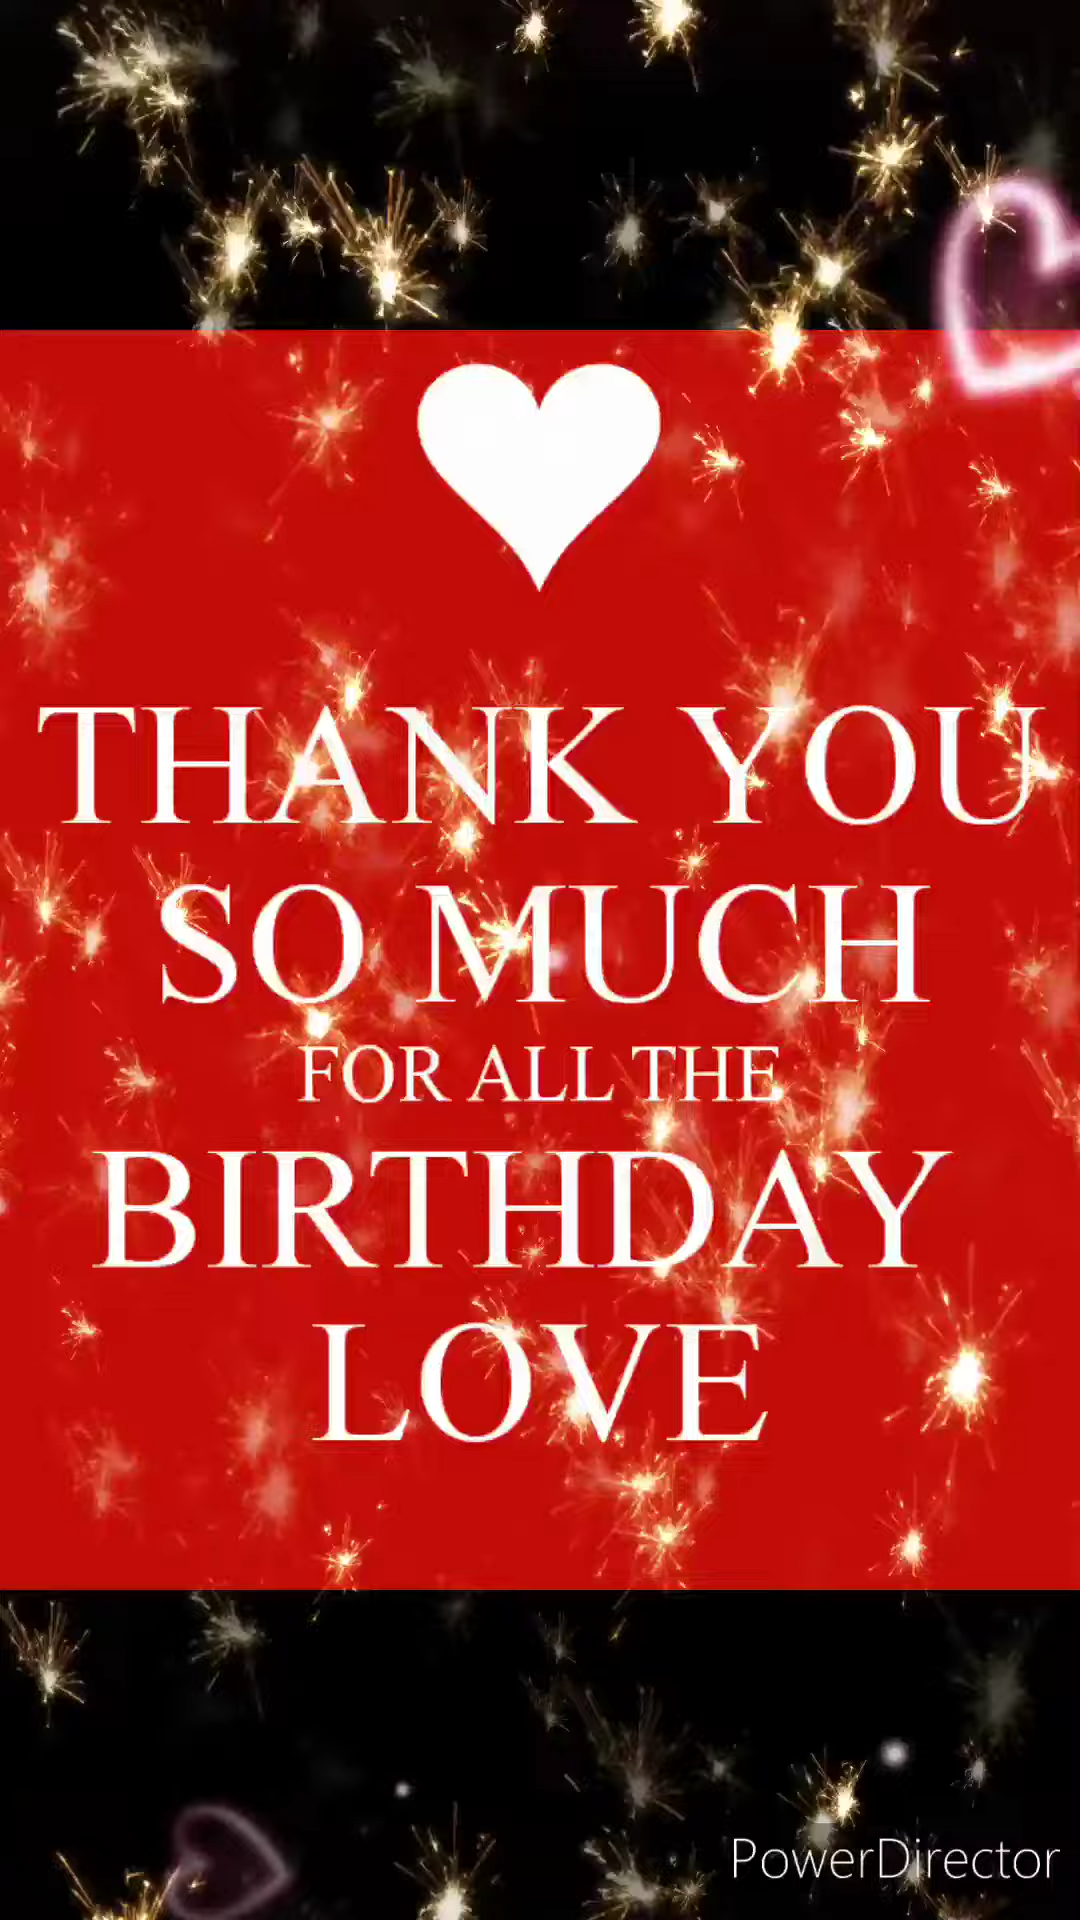 THANK YOU
SO MUCH
FOR ALL THE
BIRTHDAY
LOVE
PowerDirector